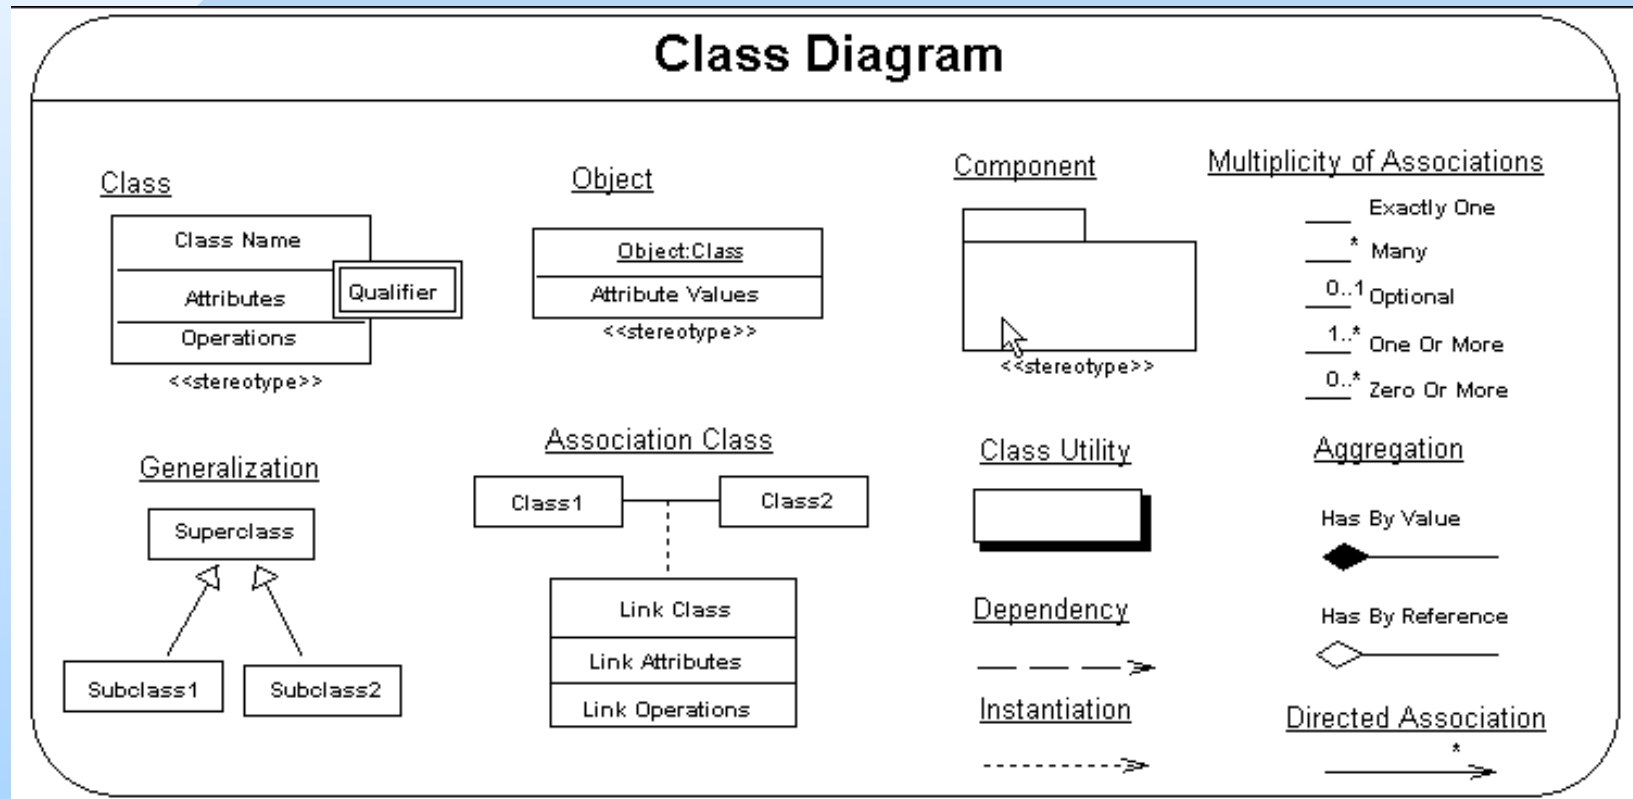 Class Diagram
Class
Class Name
Attributes
Qualifier
Operations
<<stereotype>>
Object
Object:Class
Attribute Values
<<stereotype>>
Component
<<stereotype>>
Multiplicity of Associations
Exactly One
* Many
0..1 Optional
1..* One Or More
0..* Zero Or More
Generalization
Superclass
Subclass1
Subclass2
Association Class
Class1
Class2
Link Class
Link Attributes
Link Operations
Class Utility
Dependency
Instantiation
Aggregation
Has By Value
Has By Reference
Directed Association
*